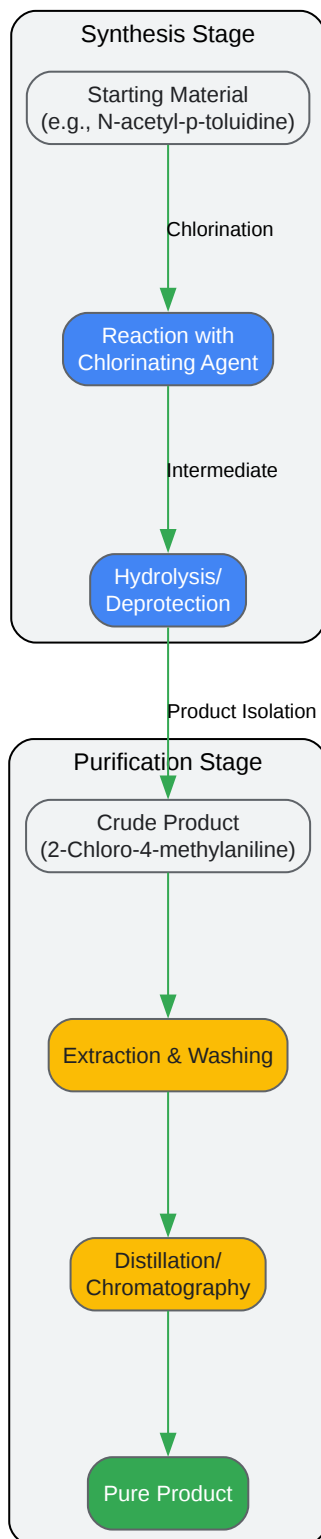 Synthesis Stage
Starting Material
(e.g., N-acetyl-p-toluidine)
Chlorination
Reaction with
Chlorinating Agent
Intermediate
Hydrolysis/
Deprotection
Product Isolation
Purification Stage
Crude Product
(2-Chloro-4-methylaniline)
Extraction & Washing
Distillation/
Chromatography
Pure Product